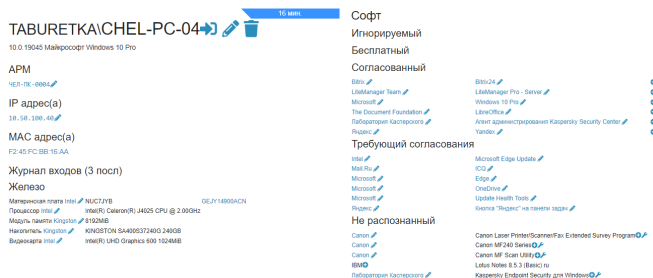 16 мин.
TABURETKA\CHEL-PC-04
10.0.19045 Майкрософт Windows 10 Pro
АРМ
ЧЕЛ-ПК-0004
IP адрес(а)
10.50.100.40
MAC адрес(а)
F2:45:FC:BB:16:AA
Журнал входов (3 посл)
Железо
Материнская плата Intel NUC7JYB GEJY14900ACN
Процессор Intel Intel(R) Celeron(R) J4025 CPU @ 2.00GHz
Модуль памяти Kingston 8192MiB
Накопитель Kingston KINGSTON SA400S37240G 240GB
Видеокарта Intel Intel(R) UHD Graphics 600 1024MiB
Софт
Игнорируемый
Бесплатный
Согласованный
Bitrix Bitrix24
LiteManager Team LiteManager Pro - Server
Microsoft Windows 10 Pro
The Document Foundation LibreOffice
Лаборатория Касперского Агент администрирования Kaspersky Security Center
Яндекс Yandex
Требующий согласования
Intel Microsoft Edge Update
Mail.Ru ICQ
Microsoft Edge
Microsoft OneDrive
Microsoft Update Health Tools
Яндекс Кнопка "Яндекс" на панели задач
Не распознанный
Canon Canon Laser Printer/Scanner/Fax Extended Survey Program
Canon Canon MF240 Series
Canon Canon MF Scan Utility
IBM Lotus Notes 8.5.3 (Basic) ru
Лаборатория Касперского Kaspersky Endpoint Security для Windows